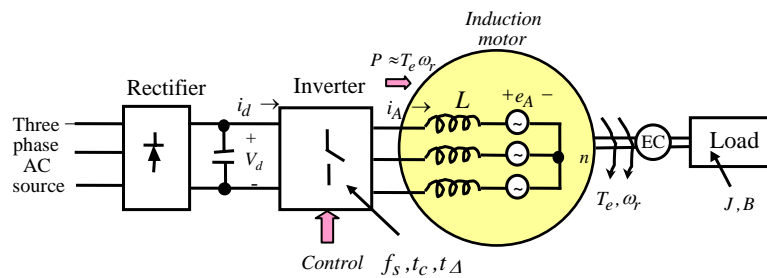 Induction
motor
P ≈ T_e ω_r
Rectifier
Inverter
i_d →
i_A →
L
+ e_A −
Three
phase
AC
source
+
V_d
-
~
~
~
n
EC
Load
T_e, ω_r
J, B
Control
f_s, t_c, t_Δ